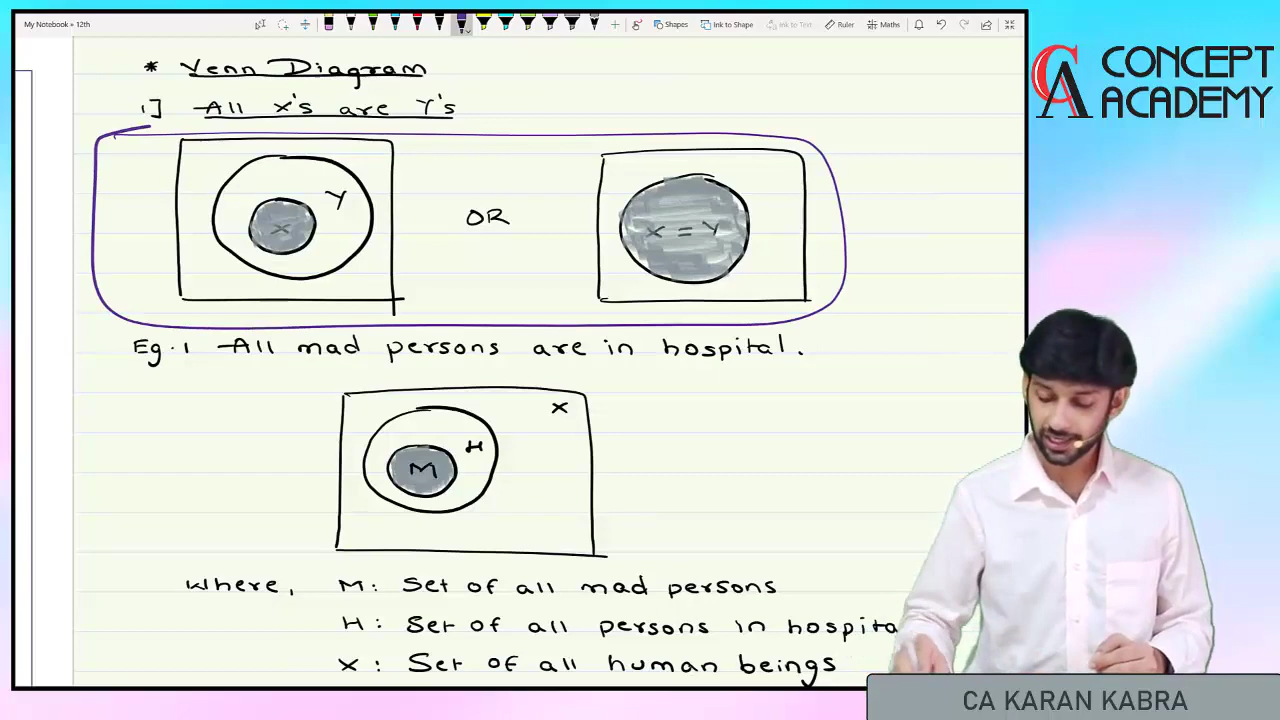 My Notebook > 12th
Shapes
Ink to Shape
Ink to Text
Ruler
Maths
CONCEPT
ACADEMY
* Venn Diagram
1] All X's are Y's
Y
X
OR
X = Y
Eg.1 All mad persons are in hospital.
X
H
M
Where, M: Set of all mad persons
H: Set of all persons in hospita
X: Set of all human beings
CA KARAN KABRA